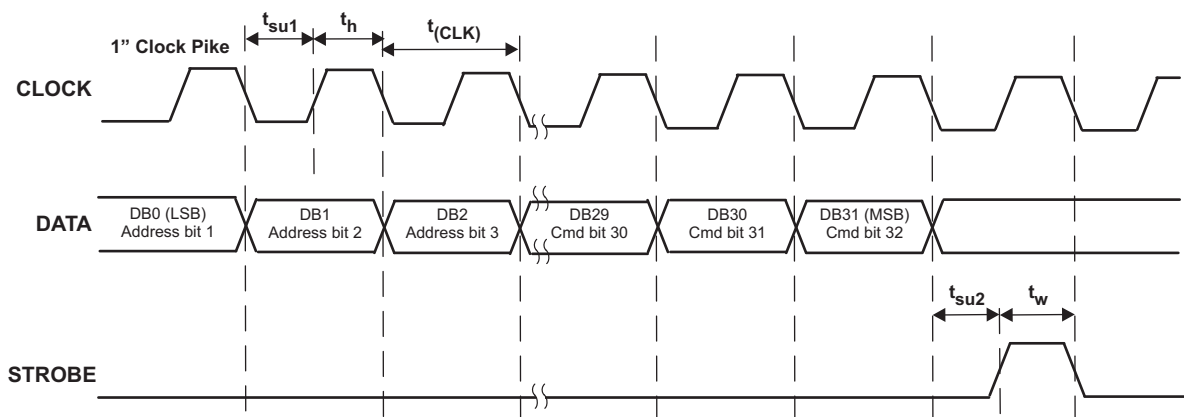 t_su1
t_h
t_(CLK)
1” Clock Pike
CLOCK
DATA
DB0 (LSB)
Address bit 1
DB1
Address bit 2
DB2
Address bit 3
DB29
Cmd bit 30
DB30
Cmd bit 31
DB31 (MSB)
Cmd bit 32
t_su2
t_w
STROBE